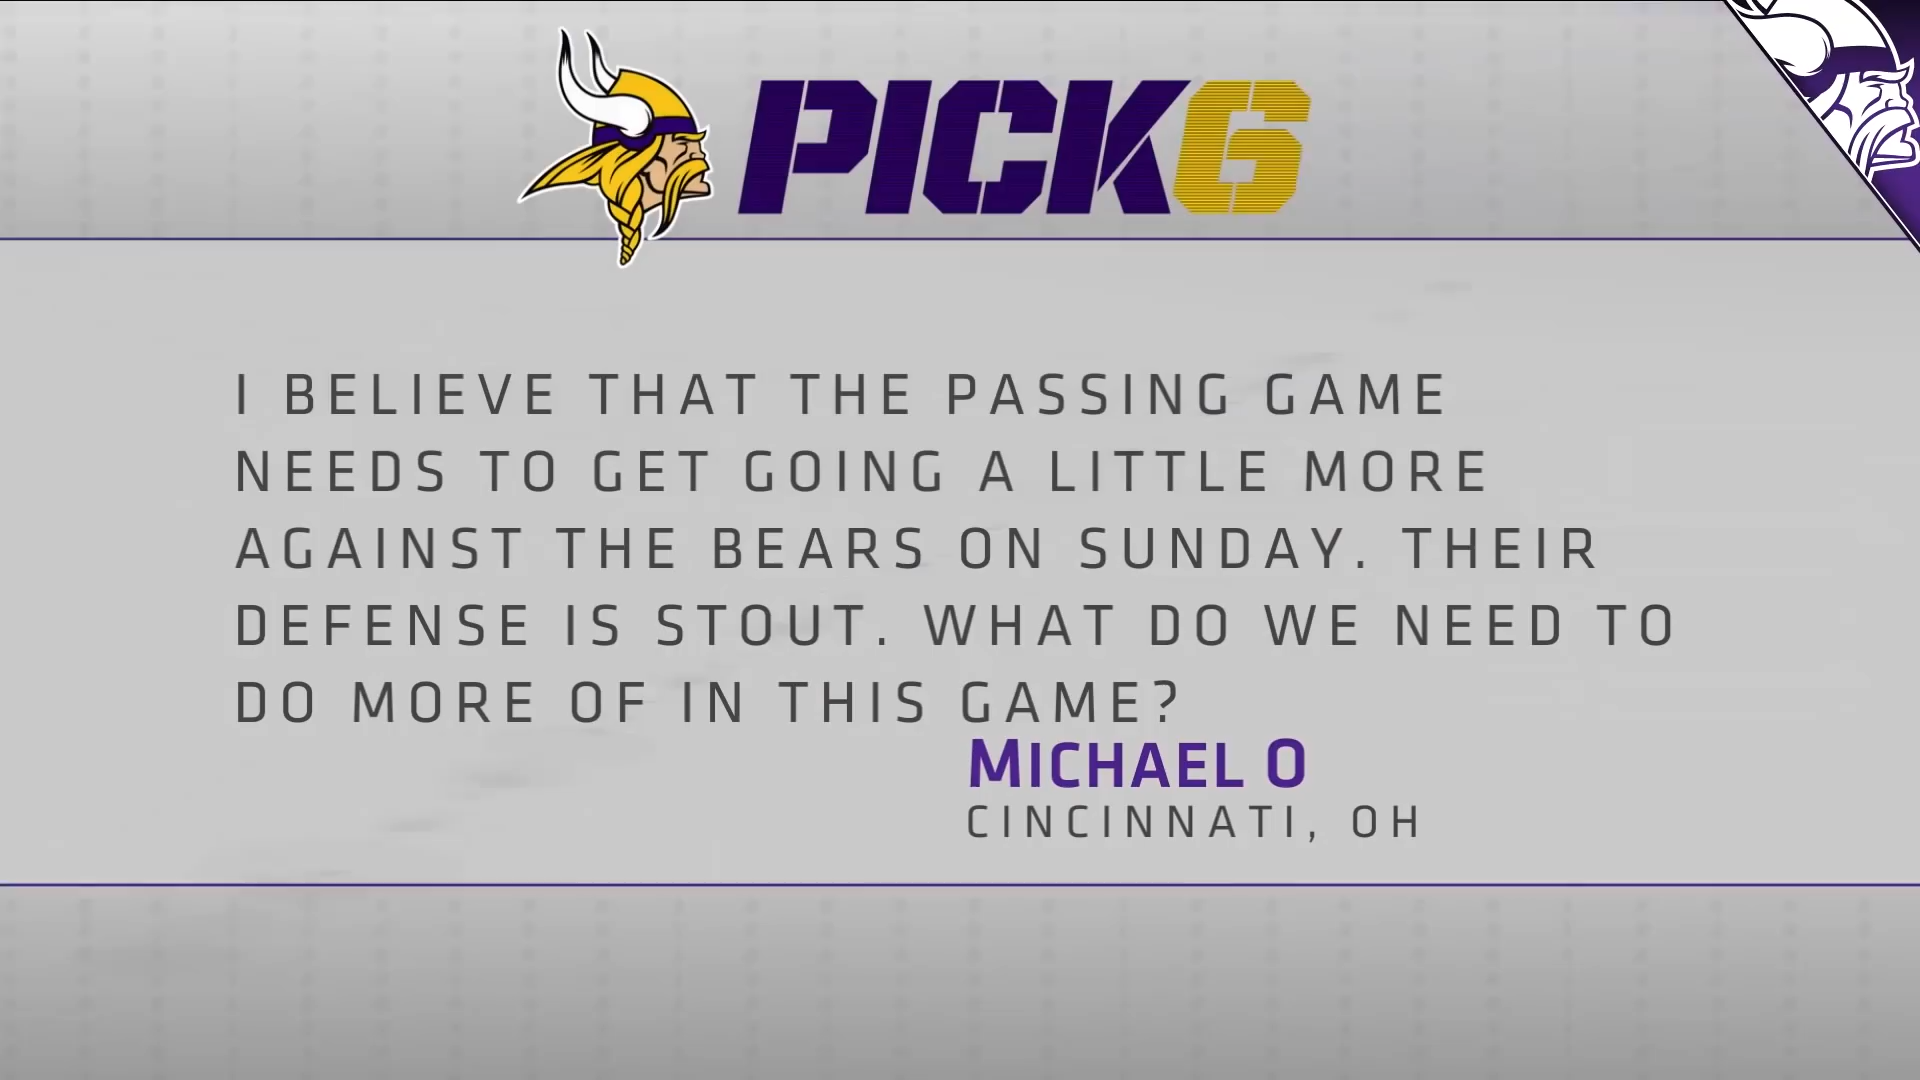 PICK6
I BELIEVE THAT THE PASSING GAME
NEEDS TO GET GOING A LITTLE MORE
AGAINST THE BEARS ON SUNDAY. THEIR
DEFENSE IS STOUT. WHAT DO WE NEED TO
DO MORE OF IN THIS GAME?
MICHAEL O
CINCINNATI, OH